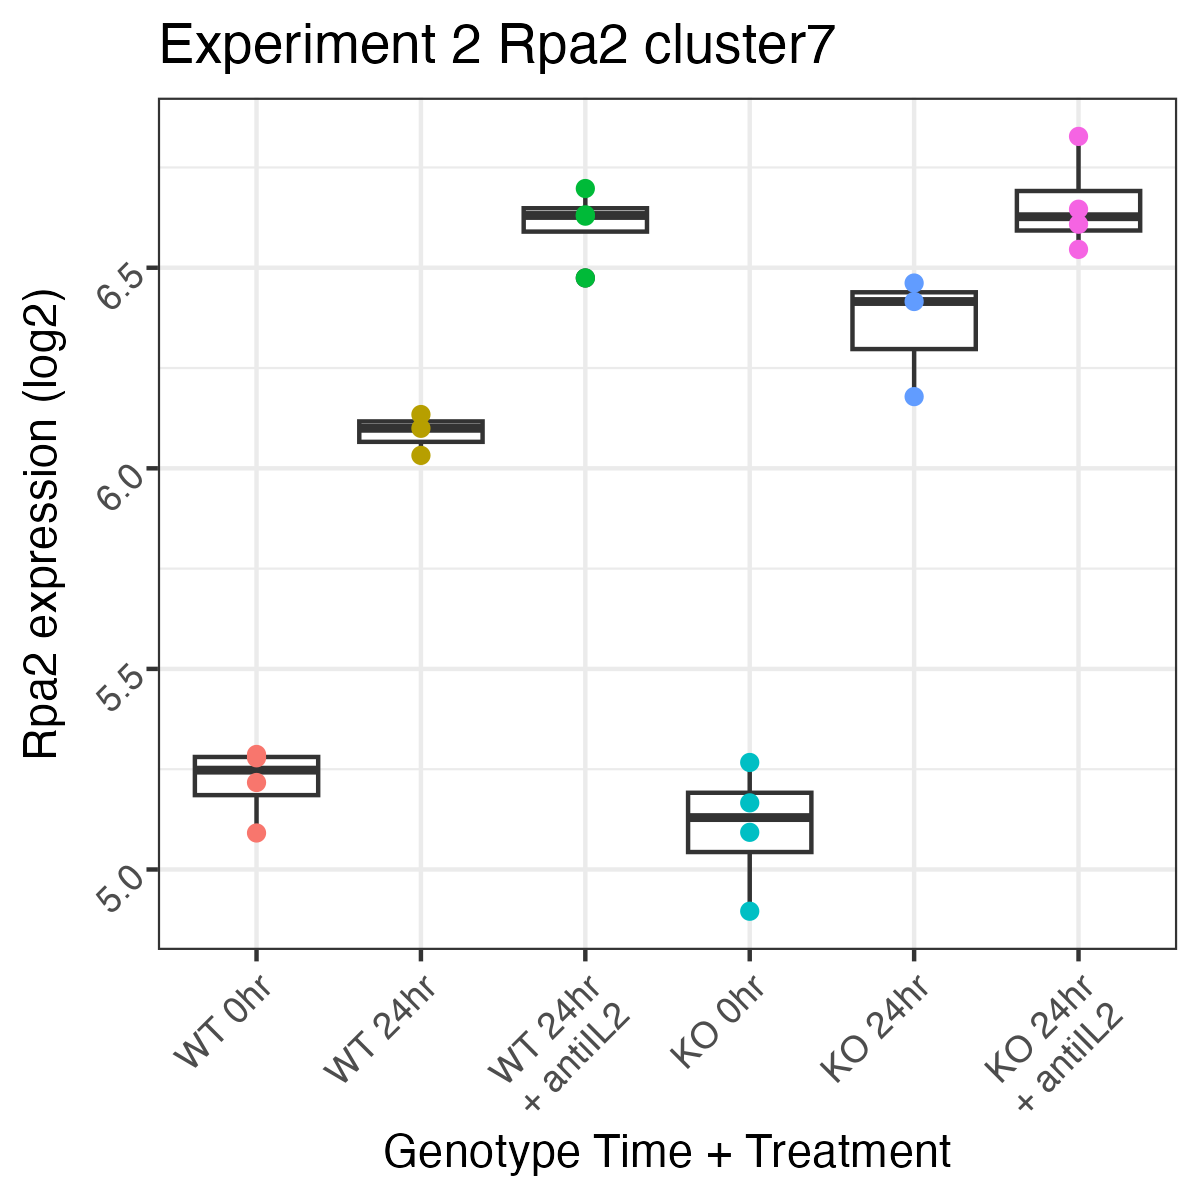 Experiment 2 Rpa2 cluster7
Rpa2 expression (log2)
6.5
6.0
5.5
5.0
WT 0hr
WT 24hr
WT 24hr
+ antiIL2
KO 0hr
KO 24hr
KO 24hr
+ antiIL2
Genotype Time + Treatment